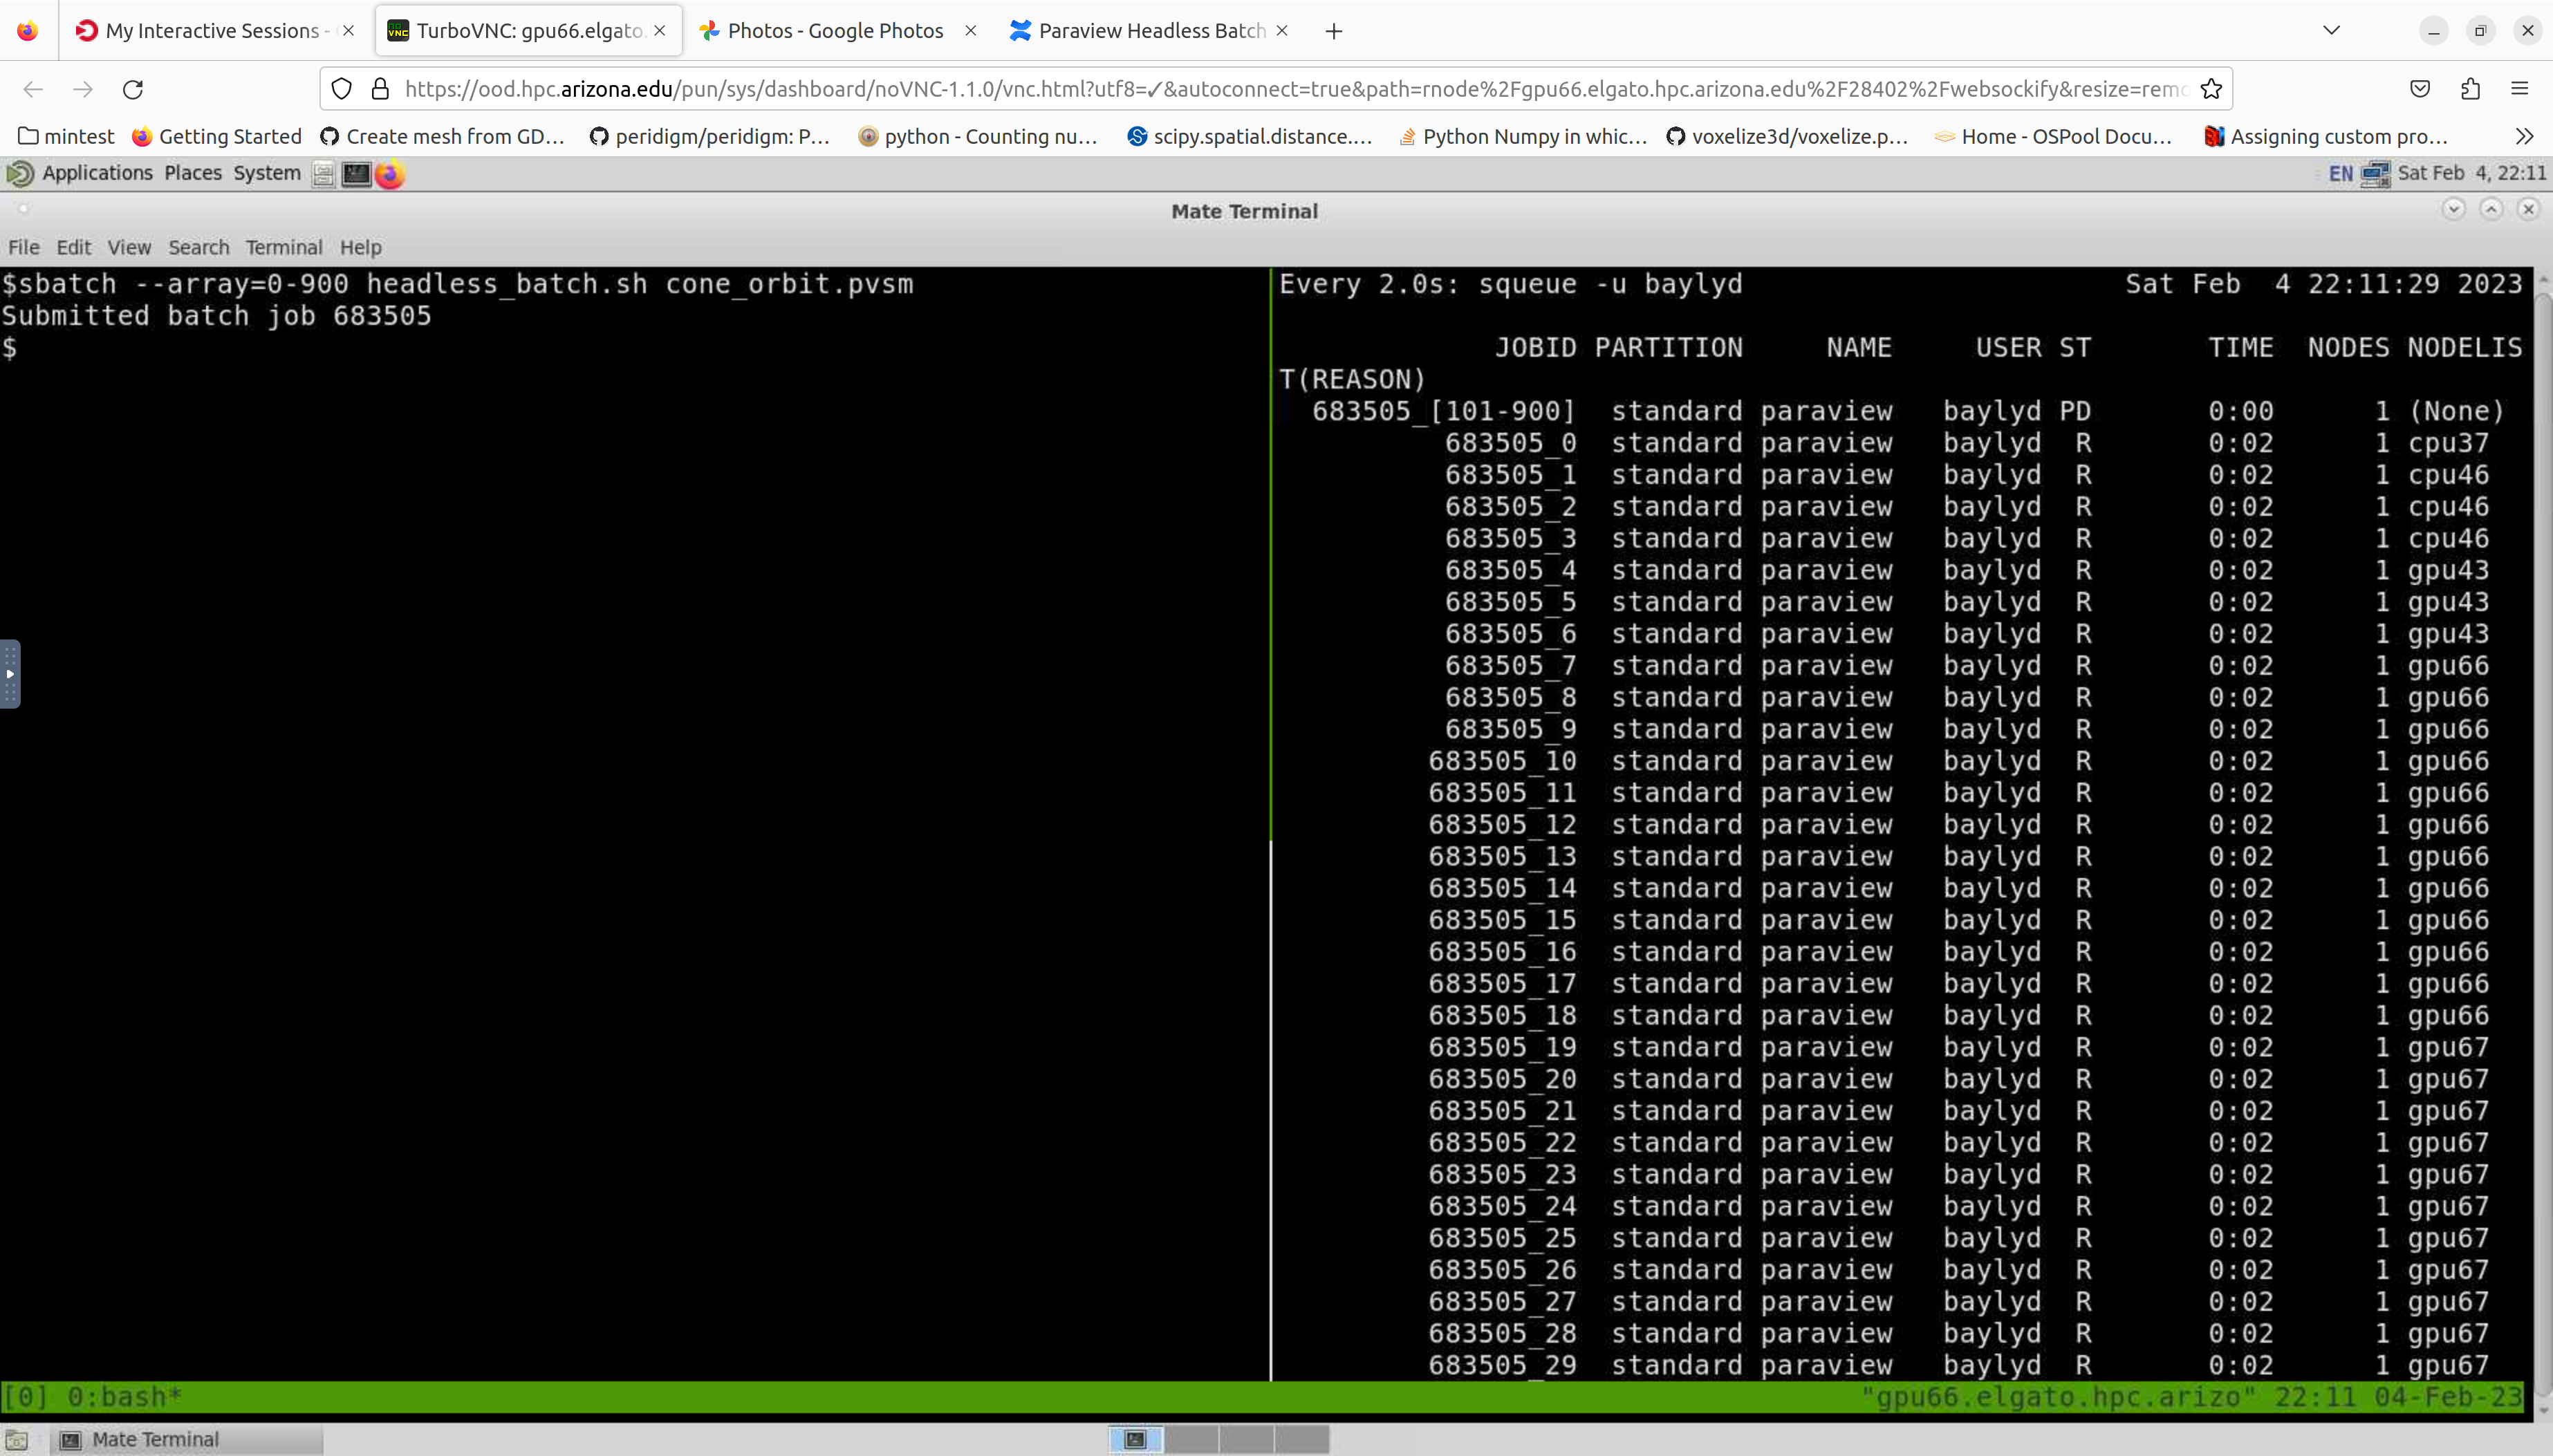 My Interactive Sessions -
TurboVNC: gpu66.elgato.
Photos - Google Photos
Paraview Headless Batch
https://ood.hpc.arizona.edu/pun/sys/dashboard/noVNC-1.1.0/vnc.html?utf8=✓&autoconnect=true&path=rnode%2Fgpu66.elgato.hpc.arizona.edu%2F28402%2Fwebsockify&resize=remo
mintest
Getting Started
Create mesh from GD…
peridigm/peridigm: P…
python - Counting nu…
scipy.spatial.distance.…
Python Numpy in whic…
voxelize3d/voxelize.p…
Home - OSPool Docu…
Assigning custom pro…
Applications Places System
EN Sat Feb 4, 22:11
Mate Terminal
File Edit View Search Terminal Help
$sbatch --array=0-900 headless_batch.sh cone_orbit.pvsm
Submitted batch job 683505
$
Every 2.0s: squeue -u baylyd Sat Feb 4 22:11:29 2023
JOBID PARTITION NAME USER ST TIME NODES NODELIS
T(REASON)
683505_[101-900] standard paraview baylyd PD 0:00 1 (None)
683505_0 standard paraview baylyd R 0:02 1 cpu37
683505_1 standard paraview baylyd R 0:02 1 cpu46
683505_2 standard paraview baylyd R 0:02 1 cpu46
683505_3 standard paraview baylyd R 0:02 1 cpu46
683505_4 standard paraview baylyd R 0:02 1 gpu43
683505_5 standard paraview baylyd R 0:02 1 gpu43
683505_6 standard paraview baylyd R 0:02 1 gpu43
683505_7 standard paraview baylyd R 0:02 1 gpu66
683505_8 standard paraview baylyd R 0:02 1 gpu66
683505_9 standard paraview baylyd R 0:02 1 gpu66
683505_10 standard paraview baylyd R 0:02 1 gpu66
683505_11 standard paraview baylyd R 0:02 1 gpu66
683505_12 standard paraview baylyd R 0:02 1 gpu66
683505_13 standard paraview baylyd R 0:02 1 gpu66
683505_14 standard paraview baylyd R 0:02 1 gpu66
683505_15 standard paraview baylyd R 0:02 1 gpu66
683505_16 standard paraview baylyd R 0:02 1 gpu66
683505_17 standard paraview baylyd R 0:02 1 gpu66
683505_18 standard paraview baylyd R 0:02 1 gpu66
683505_19 standard paraview baylyd R 0:02 1 gpu67
683505_20 standard paraview baylyd R 0:02 1 gpu67
683505_21 standard paraview baylyd R 0:02 1 gpu67
683505_22 standard paraview baylyd R 0:02 1 gpu67
683505_23 standard paraview baylyd R 0:02 1 gpu67
683505_24 standard paraview baylyd R 0:02 1 gpu67
683505_25 standard paraview baylyd R 0:02 1 gpu67
683505_26 standard paraview baylyd R 0:02 1 gpu67
683505_27 standard paraview baylyd R 0:02 1 gpu67
683505_28 standard paraview baylyd R 0:02 1 gpu67
683505_29 standard paraview baylyd R 0:02 1 gpu67
[0] 0:bash* "gpu66.elgato.hpc.arizo" 22:11 04-Feb-23
Mate Terminal